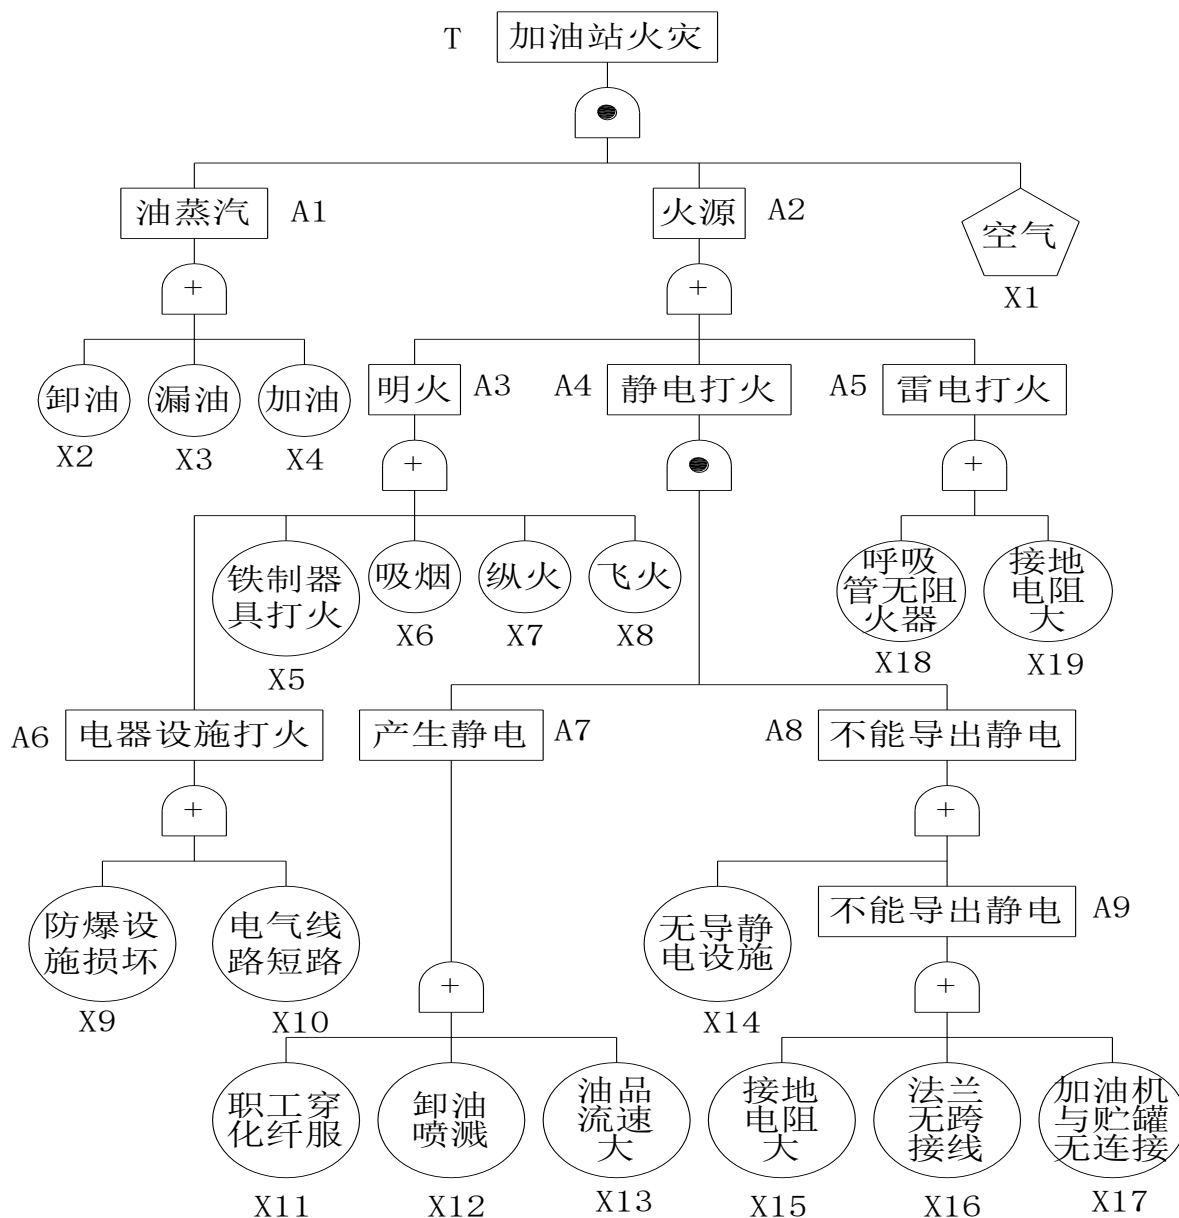 T 加油站火灾
油蒸汽 A1
火源 A2
空气
X1
+
+
卸油
漏油
加油
X2
X3
X4
明火 A3
A4 静电打火
A5 雷电打火
+
+
铁制器
具打火
X5
吸烟
X6
纵火
X7
飞火
X8
呼吸
管无阻
火器
X18
接地
电阻
大
X19
A6 电器设施打火
产生静电 A7
A8 不能导出静电
+
+
防爆设
施损坏
X9
电气线
路短路
X10
无导静
电设施
X14
不能导出静电 A9
+
+
职工穿
化纤服
X11
卸油
喷溅
X12
油品
流速
大
X13
接地
电阻
大
X15
法兰
无跨
接线
X16
加油机
与贮罐
无连接
X17